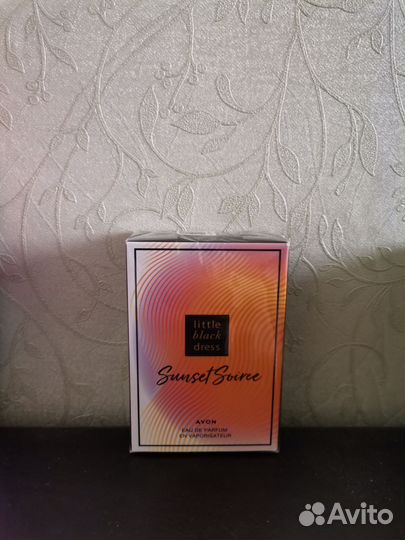 little
black
dress
Sunset Soiree
AVON
EAU DE PARFUM
EN VAPORISATEUR
Avito